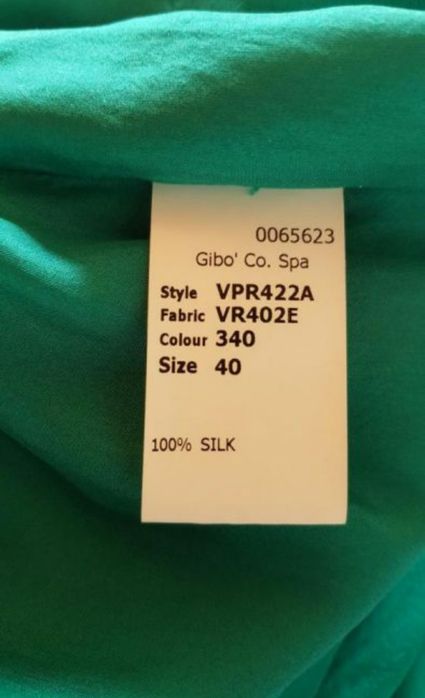 0065623
Gibo' Co. Spa
Style VPR422A
Fabric VR402E
Colour 340
Size 40
100% SILK